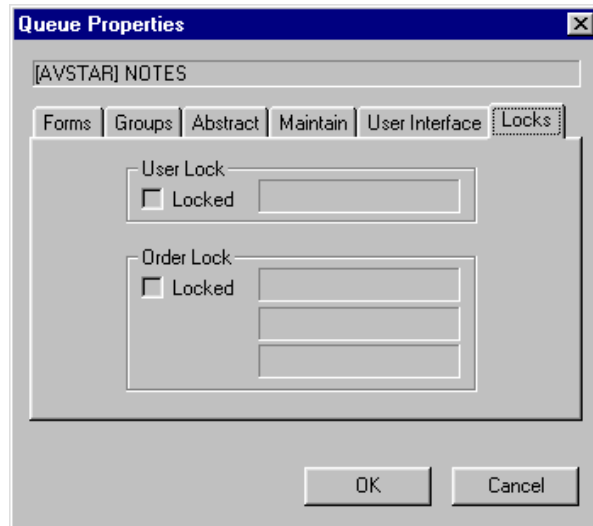 Queue Properties
[AVSTAR] NOTES
Forms Groups Abstract Maintain User Interface Locks
User Lock
Locked
Order Lock
Locked
OK Cancel